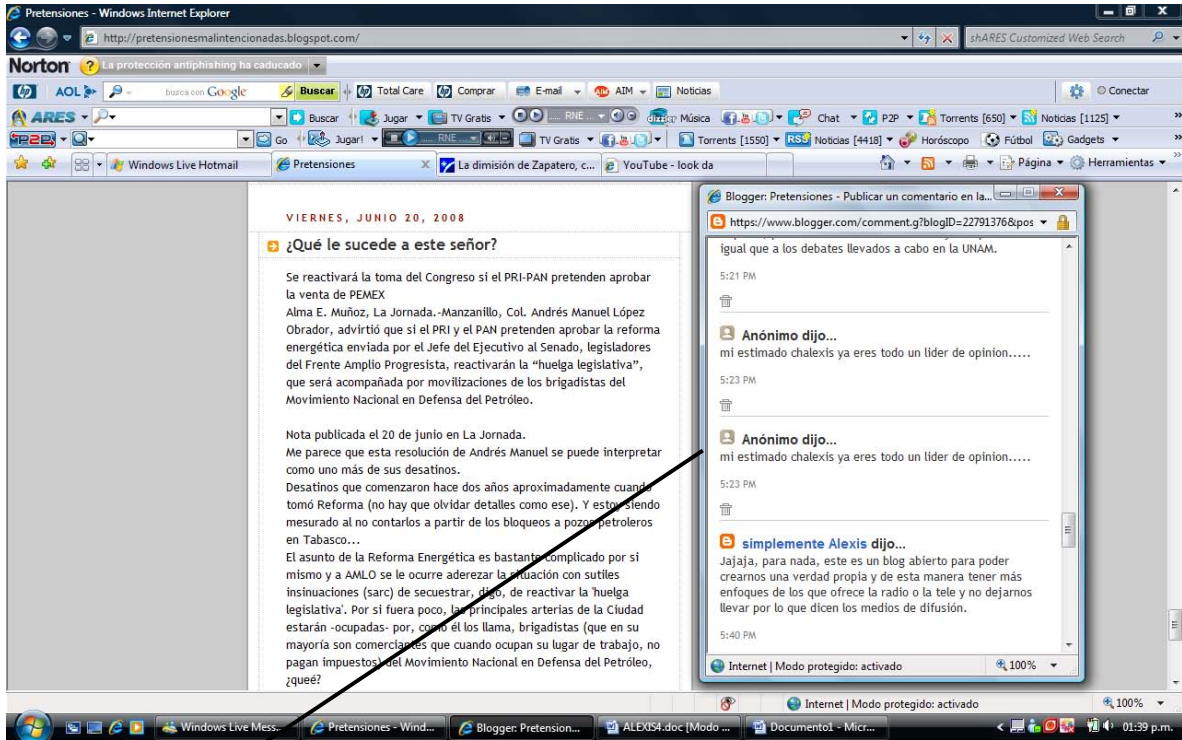 Pretensiones - Windows Internet Explorer
http://pretensionesmalintencionadas.blogspot.com/
shARES Customized Web Search
Norton
La protección antiphishing ha caducado
AOL
busca con Google
Buscar
Total Care
Comprar
E-mail
AIM
Noticias
Conectar
ARES
Buscar
Jugar
TV Gratis
RNE ...
Música
Chat
P2P
Torrents [650]
Noticias [1125]
Go
Jugar!
RNE ...
TV Gratis
Torrents [1550]
RSS
Noticias [4418]
Horóscopo
Fútbol
Gadgets
Windows Live Hotmail
Pretensiones
La dimisión de Zapatero, c...
YouTube - look da
Página
Herramientas
VIERNES, JUNIO 20, 2008
¿Qué le sucede a este señor?
Se reactivará la toma del Congreso si el PRI-PAN pretenden aprobar
la venta de PEMEX
Alma E. Muñoz, La Jornada.-Manzanillo, Col. Andrés Manuel López
Obrador, advirtió que si el PRI y el PAN pretenden aprobar la reforma
energética enviada por el Jefe del Ejecutivo al Senado, legisladores
del Frente Amplio Progresista, reactivarán la “huelga legislativa”,
que será acompañada por movilizaciones de los brigadistas del
Movimiento Nacional en Defensa del Petróleo.
Nota publicada el 20 de junio en La Jornada.
Me parece que esta resolución de Andrés Manuel se puede interpretar
como uno más de sus desatinos.
Desatinos que comenzaron hace dos años aproximadamente cuando
tomó Reforma (no hay que olvidar detalles como ese). Y estoy siendo
mesurado al no contarlos a partir de los bloqueos a pozos petroleros
en Tabasco...
El asunto de la Reforma Energética es bastante complicado por si
mismo y a AMLO se le ocurre aderezar la situación con sutiles
insinuaciones (sarc) de secuestrar, digo, de reactivar la 'huelga
legislativa'. Por si fuera poco, las principales arterias de la Ciudad
estarán -ocupadas- por, como él los llama, brigadistas (que en su
mayoría son comerciantes que cuando ocupan su lugar de trabajo, no
pagan impuestos) del Movimiento Nacional en Defensa del Petróleo,
¿queé?
Blogger: Pretensiones - Publicar un comentario en la...
https://www.blogger.com/comment.g?blogID=22791376&pos
igual que a los debates llevados a cabo en la UNAM.
5:21 PM
Anónimo dijo...
mi estimado chalexis ya eres todo un lider de opinion.....
5:23 PM
Anónimo dijo...
mi estimado chalexis ya eres todo un lider de opinion.....
5:23 PM
simplemente Alexis dijo...
Jajaja, para nada, este es un blog abierto para poder
crearnos una verdad propia y de esta manera tener más
enfoques de los que ofrece la radio o la tele y no dejarnos
llevar por lo que dicen los medios de difusión.
5:40 PM
Internet | Modo protegido: activado
100%
Internet | Modo protegido: activado
100%
Windows Live Mess...
Pretensiones - Wind...
Blogger: Pretension...
ALEXIS4.doc [Modo ...
Documento1 - Micr...
01:39 p.m.